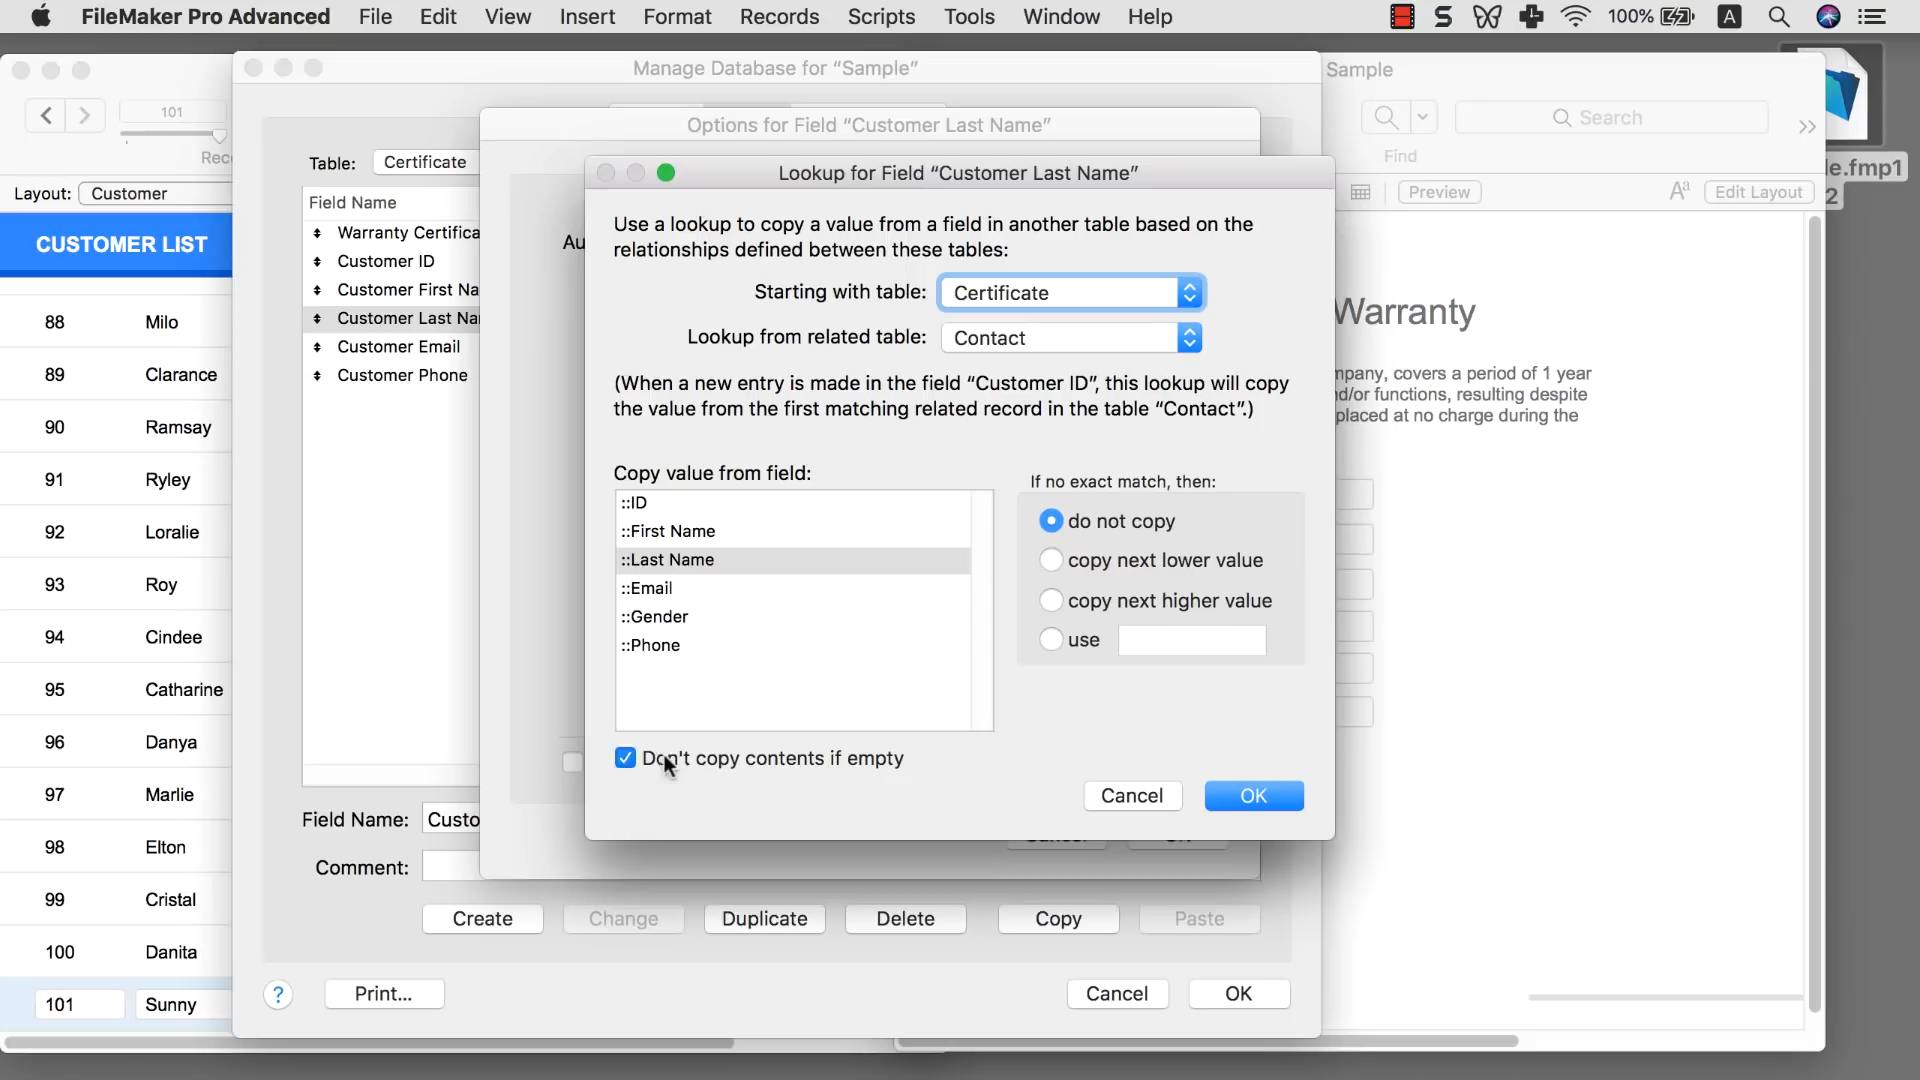 FileMaker Pro Advanced File Edit View Insert Format Records Scripts Tools Window Help 100% A
Manage Database for “Sample”
Sample
Options for Field “Customer Last Name”
101
Search
Find
Layout: Customer
Preview
Edit Layout
le.fmp1
2
CUSTOMER LIST
88 Milo
89 Clarance
90 Ramsay
91 Ryley
92 Loralie
93 Roy
94 Cindee
95 Catharine
96 Danya
97 Marlie
98 Elton
99 Cristal
100 Danita
101 Sunny
Table: Certificate
Field Name
Warranty Certifica
Customer ID
Customer First Na
Customer Last Na
Customer Email
Customer Phone
Field Name: Custo
Comment:
Create Change Duplicate Delete Copy Paste
? Print... Cancel OK
Lookup for Field “Customer Last Name”
Use a lookup to copy a value from a field in another table based on the
relationships defined between these tables:
Starting with table: Certificate
Lookup from related table: Contact
(When a new entry is made in the field “Customer ID”, this lookup will copy
the value from the first matching related record in the table “Contact”.)
Copy value from field:
::ID
::First Name
::Last Name
::Email
::Gender
::Phone
If no exact match, then:
do not copy
copy next lower value
copy next higher value
use
Don't copy contents if empty
Cancel OK
Warranty
mpany, covers a period of 1 year
nd/or functions, resulting despite
placed at no charge during the